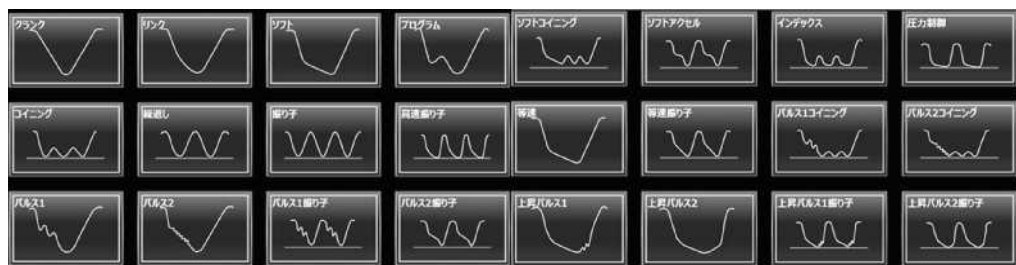 クランク
リンク
ソフト
プログラム
ソフトコイニング
ソフトアクセル
インデックス
圧力制御
コイニング
繰返し
振り子
高速振り子
等速
等速振り子
パルス1コイニング
パルス2コイニング
パルス1
パルス2
パルス1振り子
パルス2振り子
上昇パルス1
上昇パルス2
上昇パルス1振り子
上昇パルス2振り子